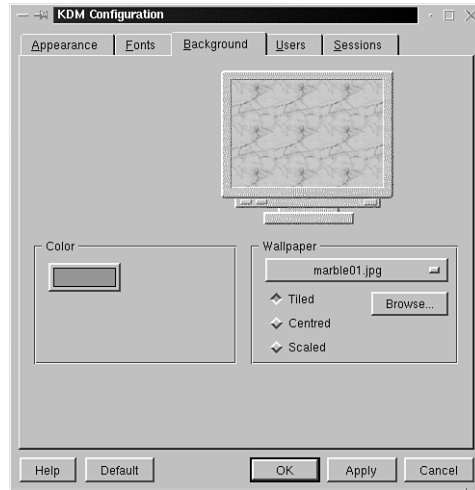 KDM Configuration
Appearance Fonts Background Users Sessions
Color
Wallpaper
marble01.jpg
Tiled
Browse...
Centred
Scaled
Help Default OK Apply Cancel